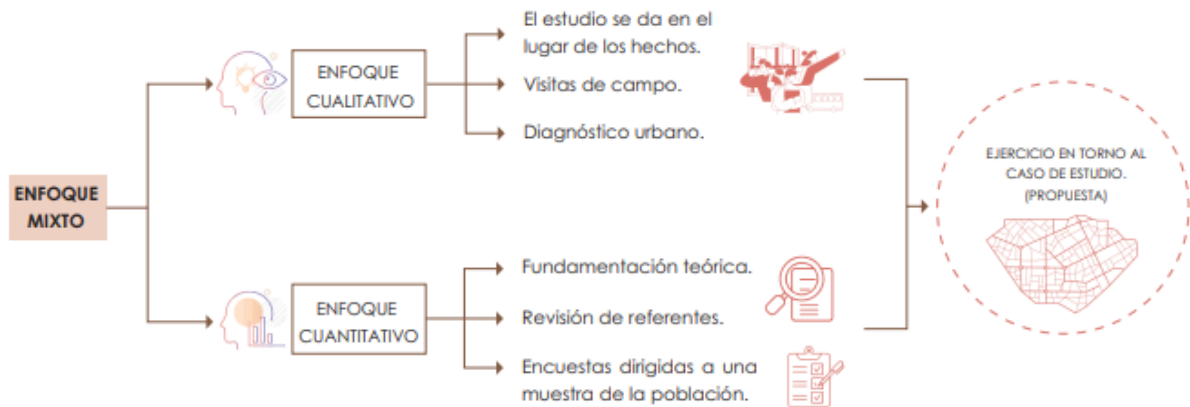 ENFOQUE
MIXTO
ENFOQUE
CUALITATIVO
El estudio se da en el
lugar de los hechos.
Visitas de campo.
Diagnóstico urbano.
ENFOQUE
CUANTITATIVO
Fundamentación teórica.
Revisión de referentes.
Encuestas dirigidas a una
muestra de la población.
EJERCICIO EN TORNO AL
CASO DE ESTUDIO.
(PROPUESTA)